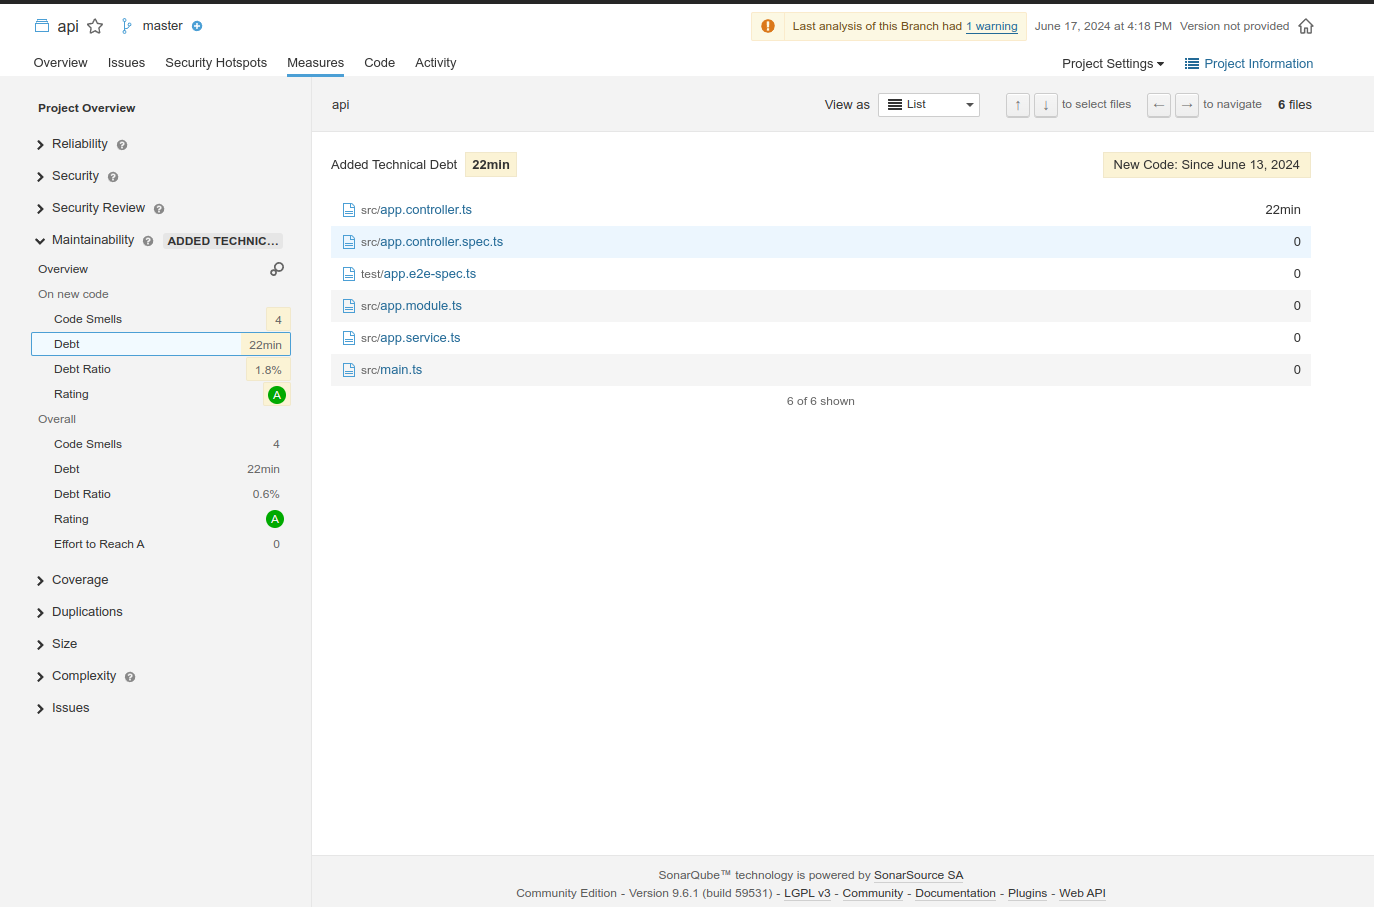 api master Last analysis of this Branch had 1 warning June 17, 2024 at 4:18 PM Version not provided
Overview Issues Security Hotspots Measures Code Activity Project Settings Project Information
Project Overview
Reliability ?
Security ?
Security Review ?
Maintainability ? ADDED TECHNIC...
Overview
On new code
Code Smells 4
Debt 22min
Debt Ratio 1.8%
Rating A
Overall
Code Smells 4
Debt 22min
Debt Ratio 0.6%
Rating A
Effort to Reach A 0
Coverage
Duplications
Size
Complexity ?
Issues
api View as List ↑ ↓ to select files ← → to navigate 6 files
Added Technical Debt 22min New Code: Since June 13, 2024
src/app.controller.ts 22min
src/app.controller.spec.ts 0
test/app.e2e-spec.ts 0
src/app.module.ts 0
src/app.service.ts 0
src/main.ts 0
6 of 6 shown
SonarQube™ technology is powered by SonarSource SA
Community Edition - Version 9.6.1 (build 59531) - LGPL v3 - Community - Documentation - Plugins - Web API